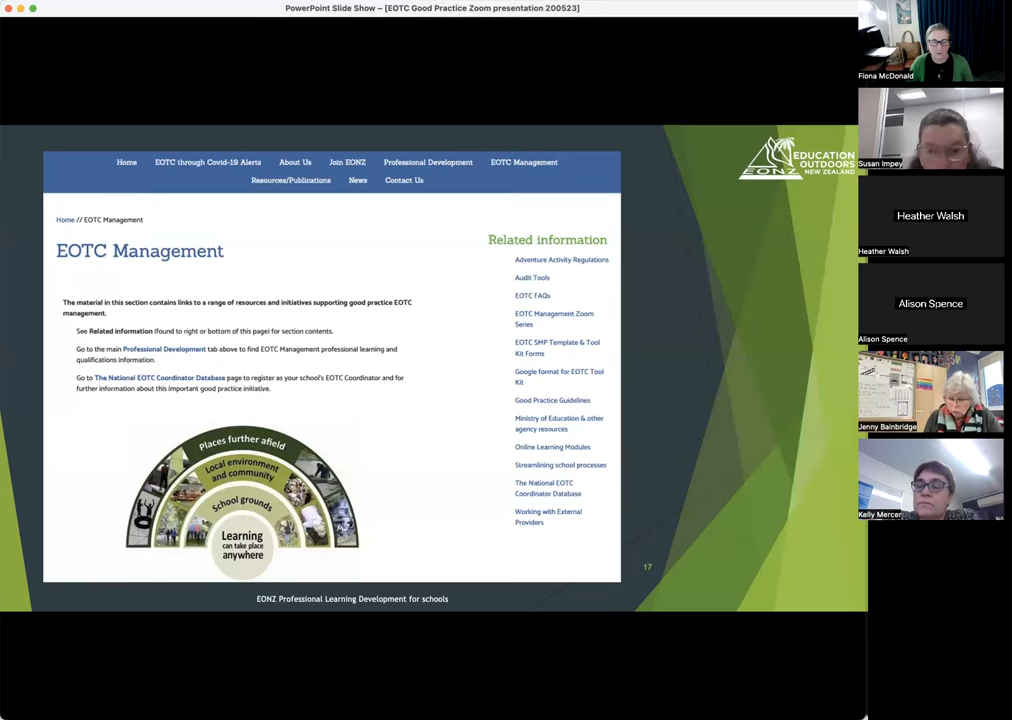 PowerPoint Slide Show – [EOTC Good Practice Zoom presentation 200523]
Home EOTC through Covid-19 Alerts About Us Join EONZ Professional Development EOTC Management
Resources/Publications News Contact Us
EDUCATION
OUTDOORS
NEW ZEALAND
EONZ
Home // EOTC Management
EOTC Management
The material in this section contains links to a range of resources and initiatives supporting good practice EOTC
management.
See Related information (found to right or bottom of this page) for section contents.
Go to the main Professional Development tab above to find EOTC Management professional learning and
qualifications information.
Go to The National EOTC Coordinator Database page to register as your school's EOTC Coordinator and for
further information about this important good practice initiative.
Places further afield
Local environment
and community
School grounds
Learning
can take place
anywhere
Related information
Adventure Activity Regulations
Audit Tools
EOTC FAQs
EOTC Management Zoom
Series
EOTC SMP Template & Tool
Kit Forms
Google format for EOTC Tool
Kit
Good Practice Guidelines
Ministry of Education & other
agency resources
Online Learning Modules
Streamlining school processes
The National EOTC
Coordinator Database
Working with External
Providers
17
EONZ Professional Learning Development for schools
Fiona McDonald
Susan Impey
Heather Walsh
Heather Walsh
Alison Spence
Alison Spence
Jenny Bainbridge
Kelly Mercer